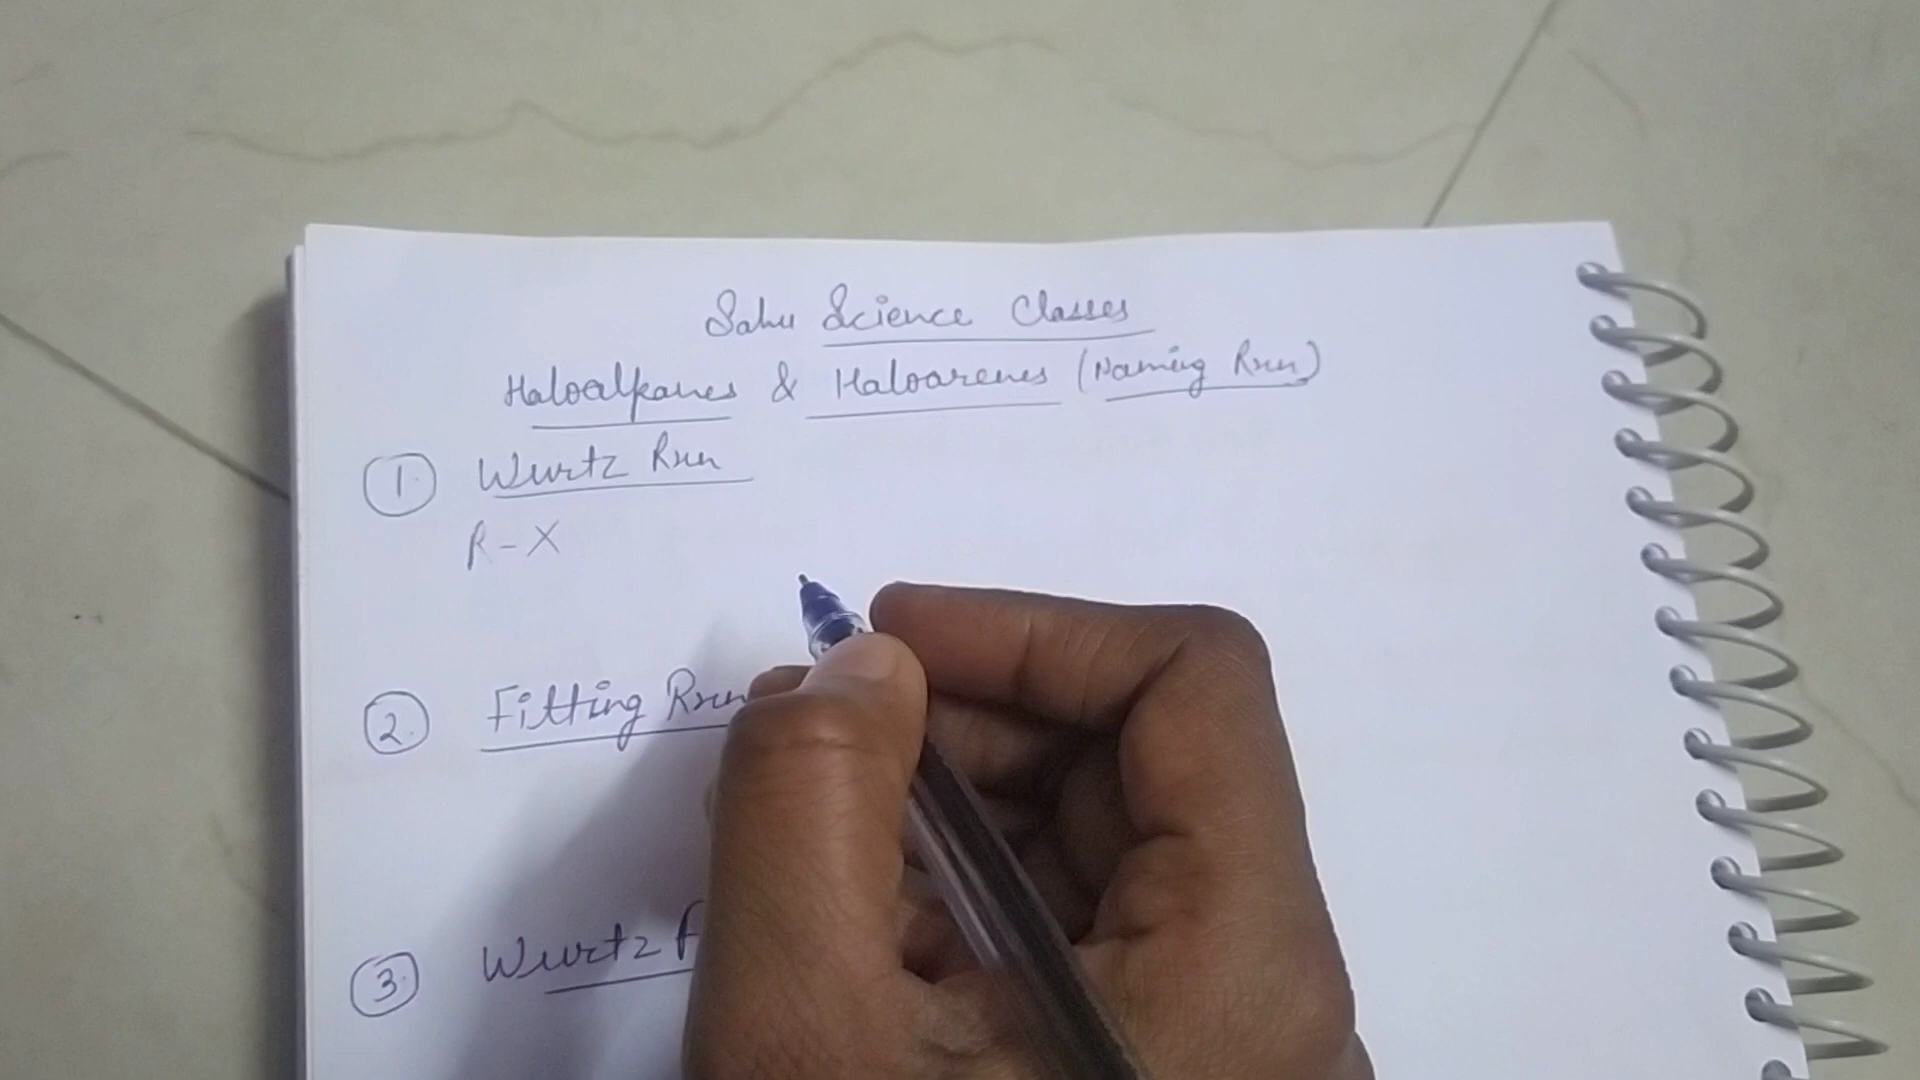 Sahu Science Classes
Haloalkanes & Haloarenes (Naming Rxn)
1. Wurtz Rxn
R-X
2. Fitting Rxn
3. Wurtz F